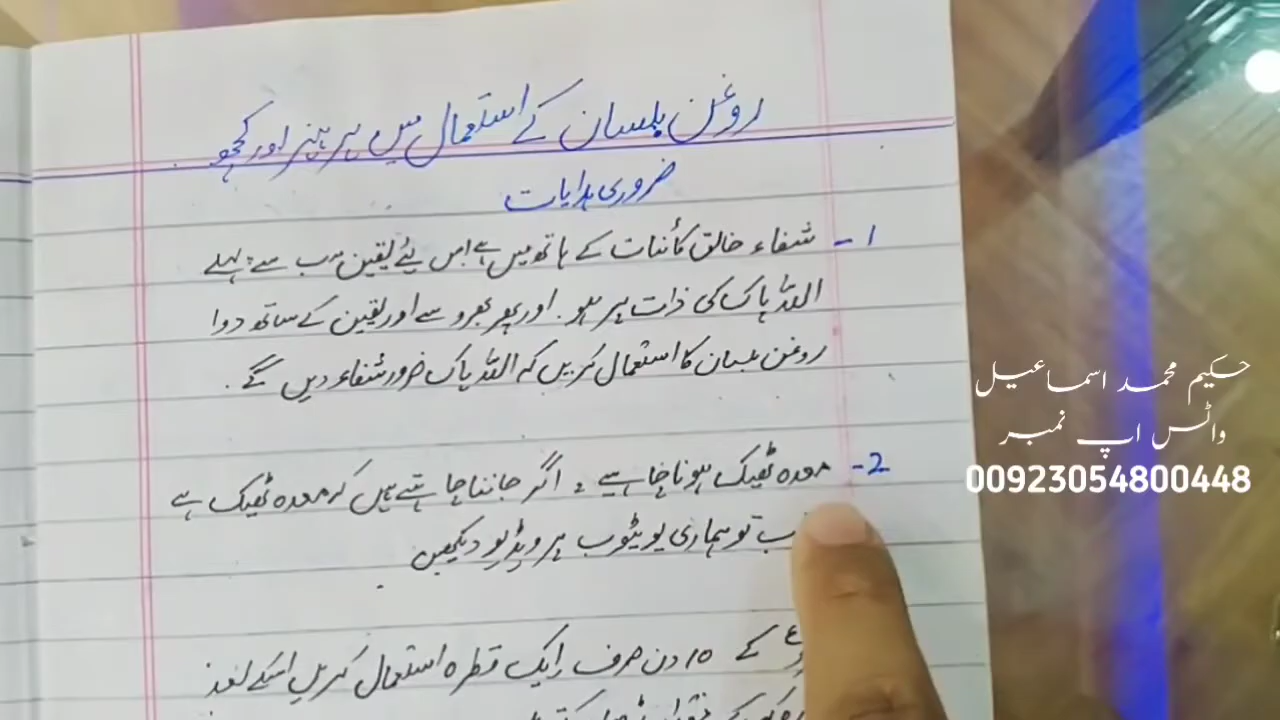 روغن بلسان کے استعمال میں پرہیز اور کچھ
ضروری ہدایات
1- شفاء خالق کائنات کے ہاتھ میں ہے اس لئے یقین سب سے پہلے
اللہ پاک کی ذات پر ہو۔ اور پھر بھروسے اور یقین کے ساتھ دوا
روغن بلسان کا استعمال کریں کہ اللہ پاک ضرور شفاء دیں گے۔
2- معدہ ٹھیک ہونا چاہیے، اگر جاننا چاہتے ہیں کہ معدہ ٹھیک ہے
تو ہماری یوٹیوب پر ویڈیو دیکھیں
کے 10 دن صرف ایک قطرہ استعمال کریں اسکے بعد
حکیم محمد اسماعیل
واٹس اپ نمبر
00923054800448